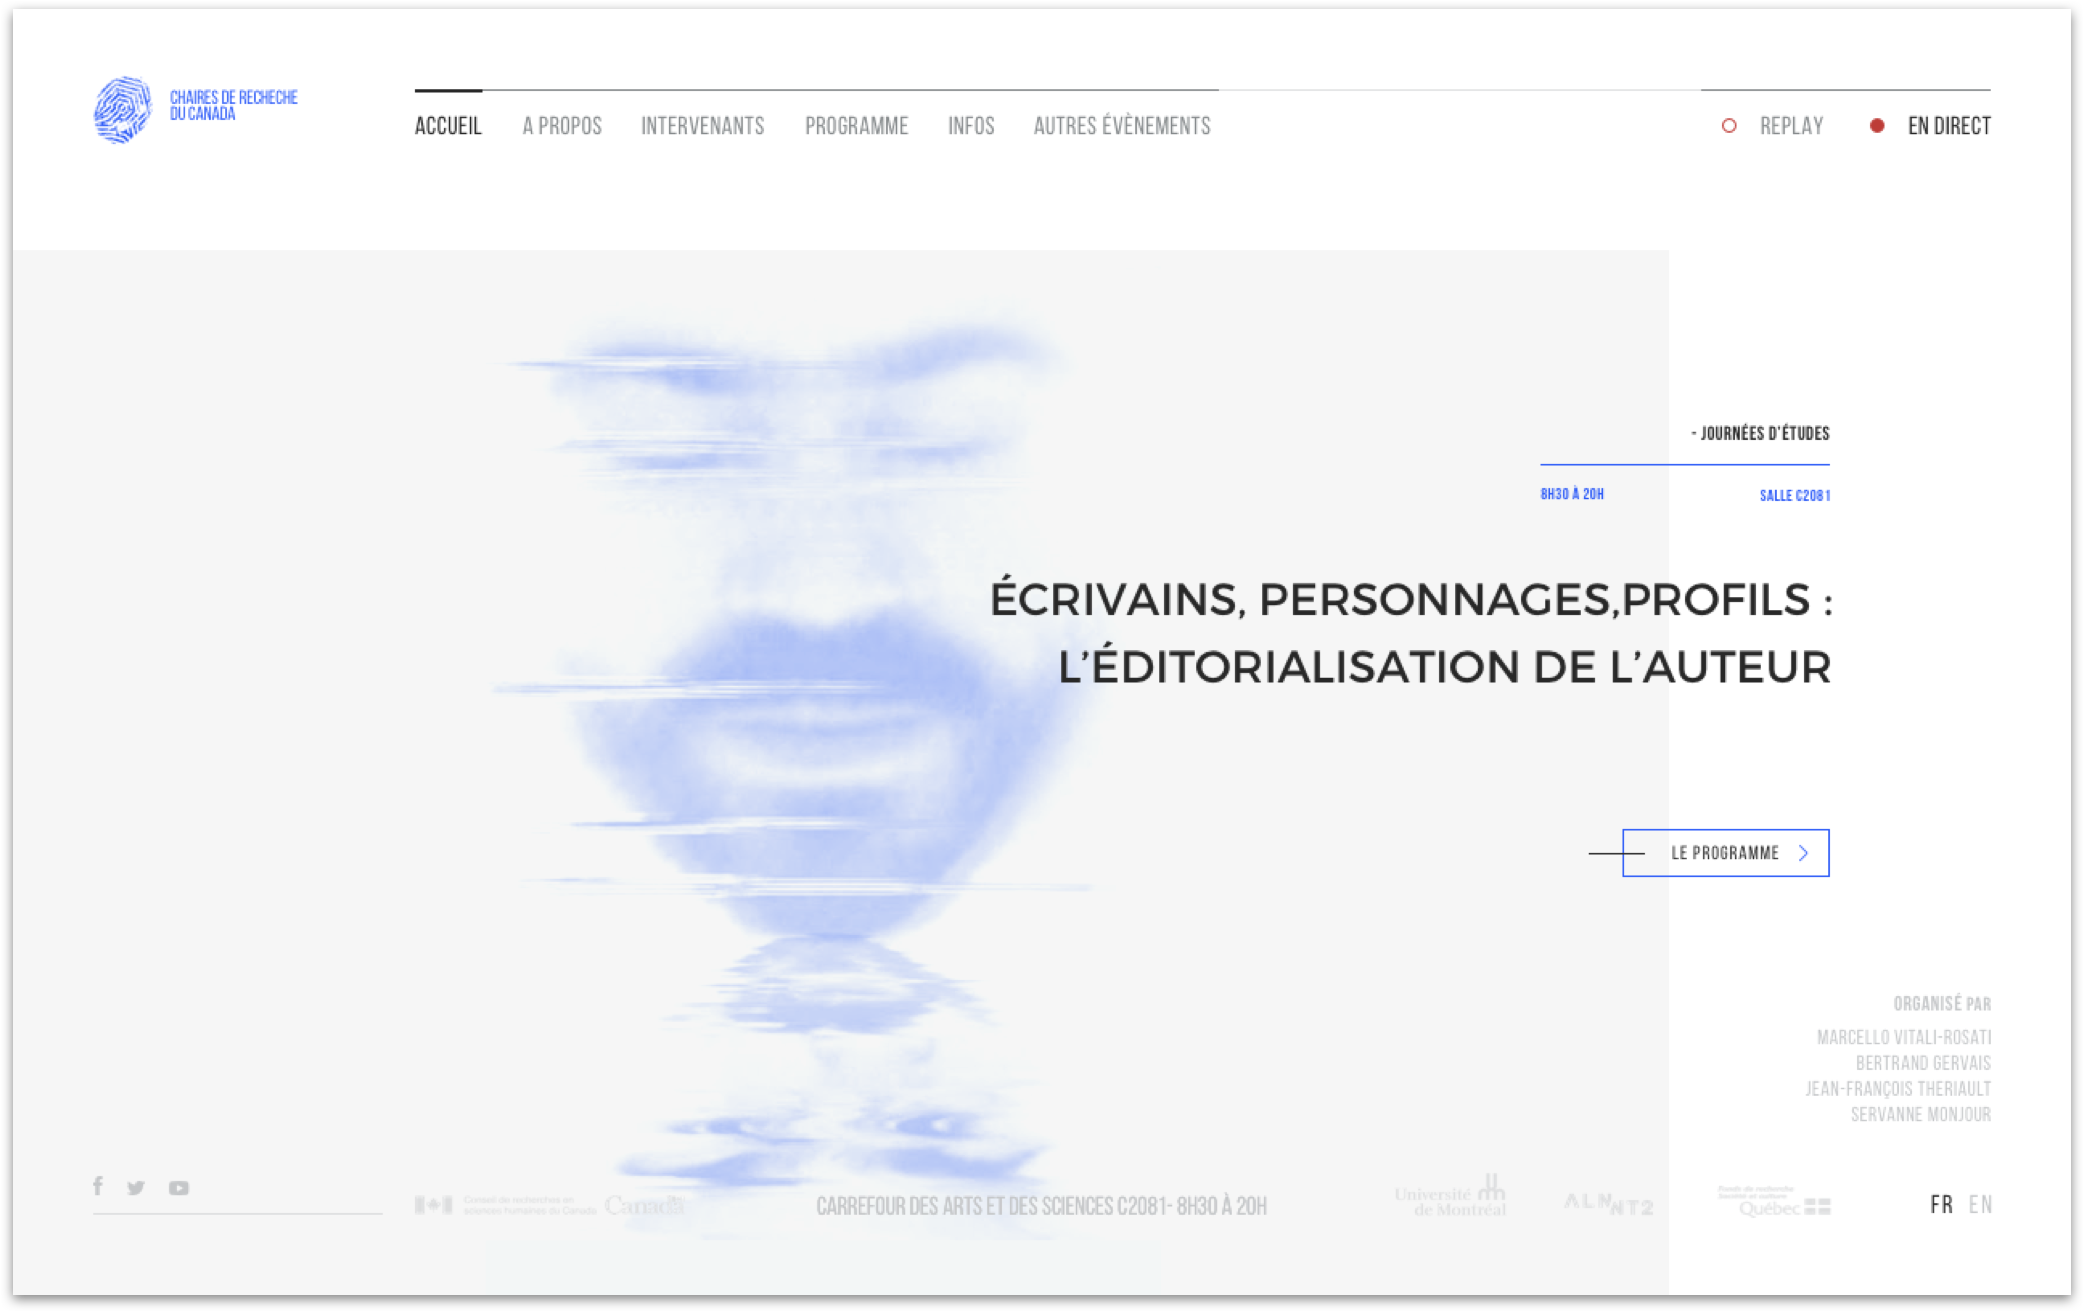 CHAIRES DE RECHECHE
DU CANADA
ACCUEIL
A PROPOS
INTERVENANTS
PROGRAMME
INFOS
AUTRES ÉVÈNEMENTS
REPLAY
EN DIRECT
- JOURNÉES D'ÉTUDES
8H30 À 20H
SALLE C2081
ÉCRIVAINS, PERSONNAGES,PROFILS :
L’ÉDITORIALISATION DE L’AUTEUR
LE PROGRAMME
ORGANISÉ PAR
MARCELLO VITALI-ROSATI
BERTRAND GERVAIS
JEAN-FRANÇOIS THERIAULT
SERVANNE MONJOUR
Conseil de recherches en
sciences humaines du Canada
Canada
CARREFOUR DES ARTS ET DES SCIENCES C2081- 8H30 À 20H
Université
de Montréal
ALN
NT2
Fonds de recherche
Société et culture
Québec
FR
EN